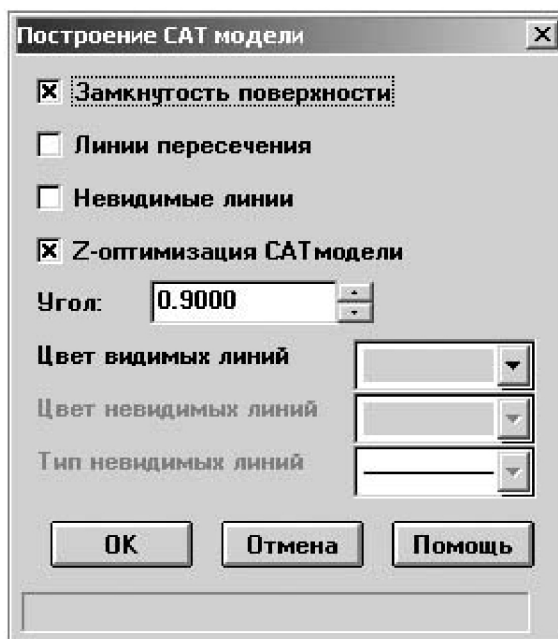 Построение САТ модели
Замкнутость поверхности
Линии пересечения
Невидимые линии
Z-оптимизация САТмодели
Угол: 0.9000
Цвет видимых линий
Цвет невидимых линий
Тип невидимых линий
ОК Отмена Помощь